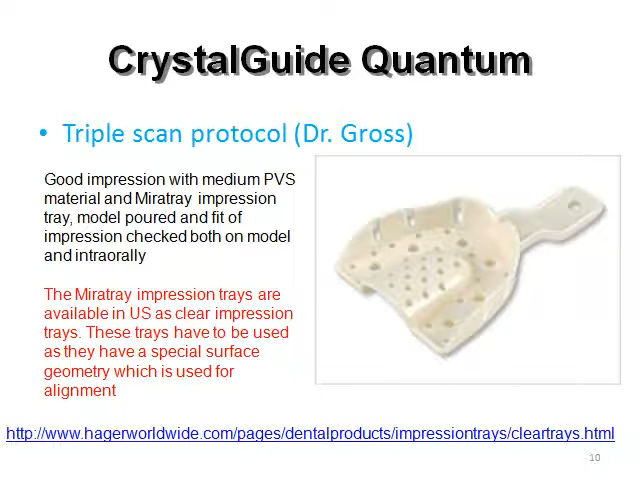 CrystalGuide Quantum
• Triple scan protocol (Dr. Gross)
Good impression with medium PVS
material and Miratray impression
tray, model poured and fit of
impression checked both on model
and intraorally
The Miratray impression trays are
available in US as clear impression
trays. These trays have to be used
as they have a special surface
geometry which is used for
alignment
http://www.hagerworldwide.com/pages/dentalproducts/impressiontrays/cleartrays.html
10